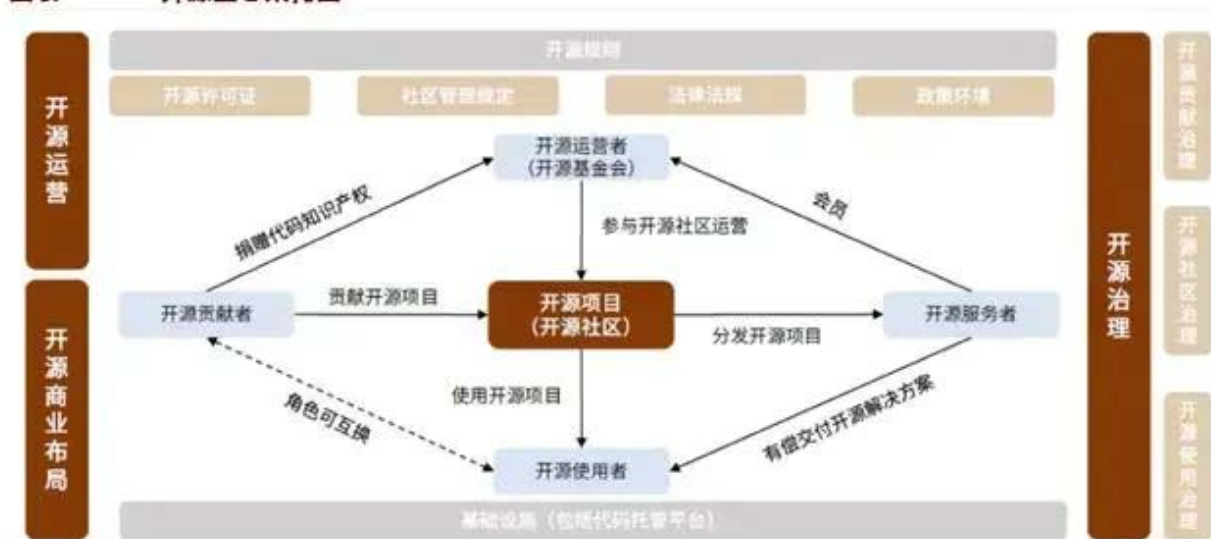 开源运营
开源商业布局
开源规则
开源许可证
社区管理规定
法律法规
政策环境
开源运营者
（开源基金会）
捐赠代码知识产权
会员
参与开源社区运营
开源贡献者
贡献开源项目
开源项目
（开源社区）
分发开源项目
开源服务者
角色可互换
使用开源项目
有偿交付开源解决方案
开源使用者
基础设施（包括代码托管平台）
开源治理
开源贡献治理
开源社区治理
开源使用治理